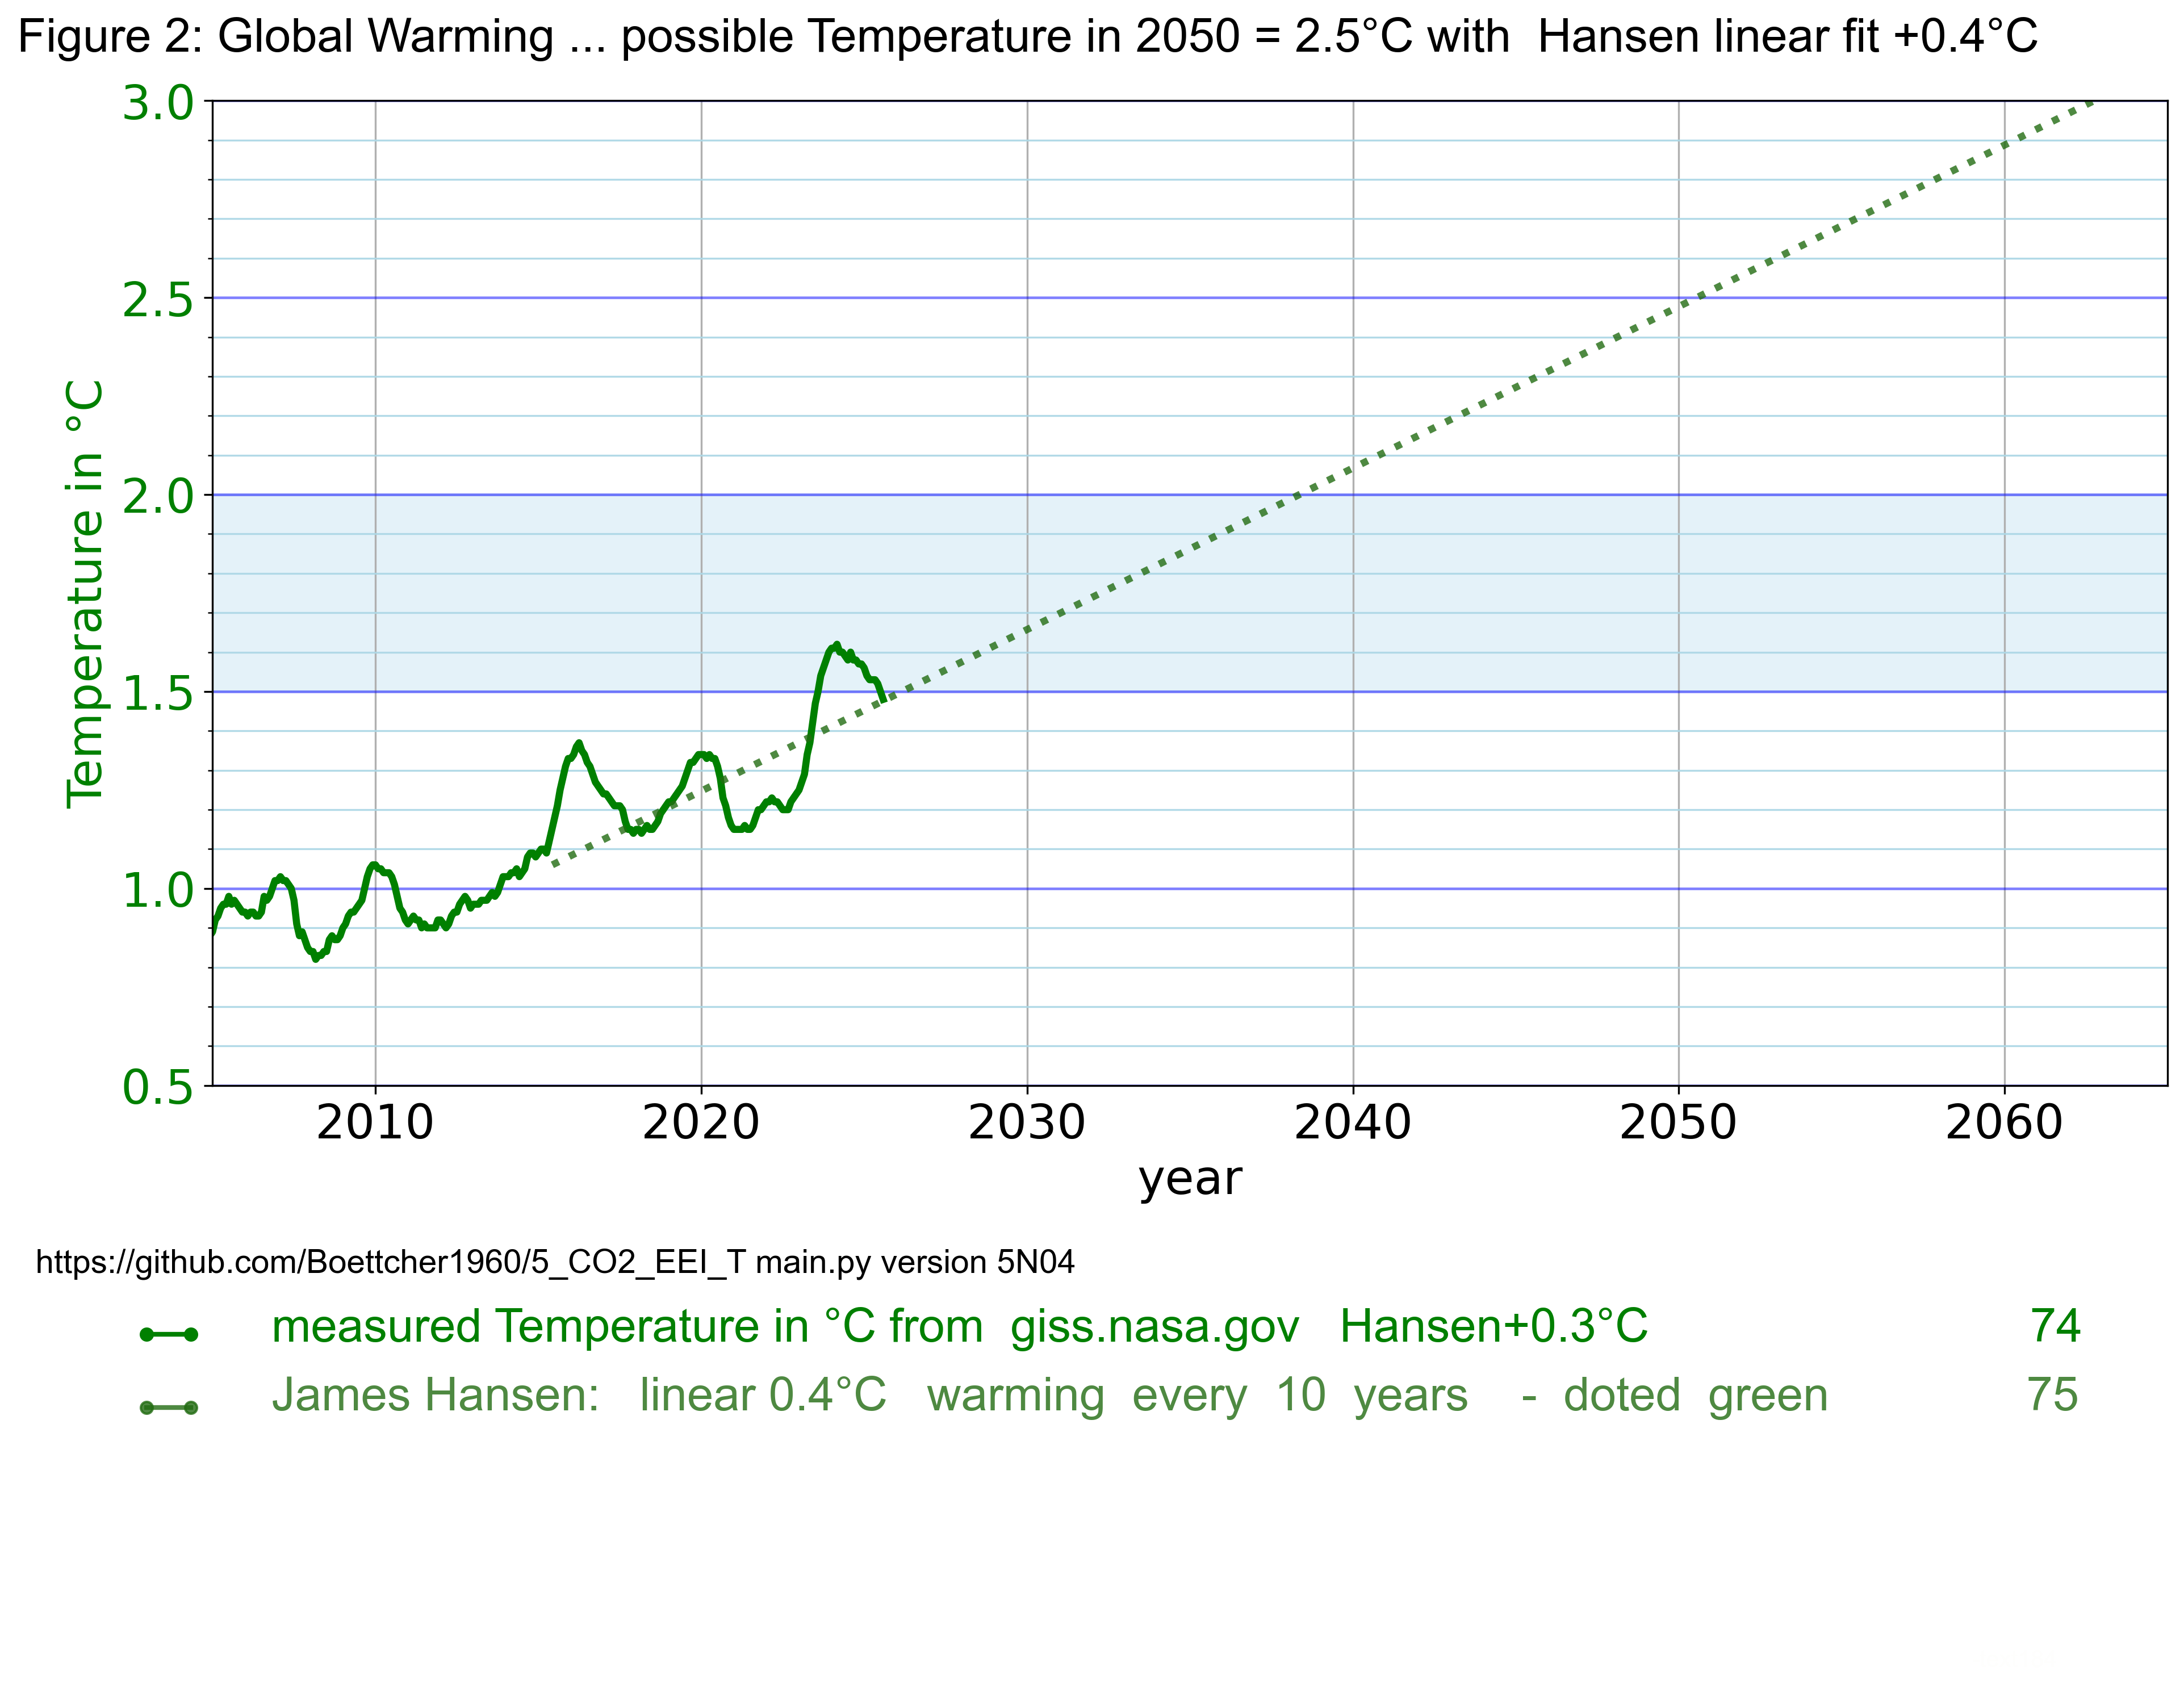 Figure 2: Global Warming ... possible Temperature in 2050 = 2.5°C with  Hansen linear fit +0.4°C
3.0
2.5
2.0
1.5
1.0
0.5
Temperature in °C
2010 2020 2030 2040 2050 2060
year
https://github.com/Boettcher1960/5_CO2_EEI_T main.py version 5N04
measured Temperature in °C from  giss.nasa.gov   Hansen+0.3°C 74
James Hansen:   linear 0.4°C   warming  every  10  years    -  doted  green 75